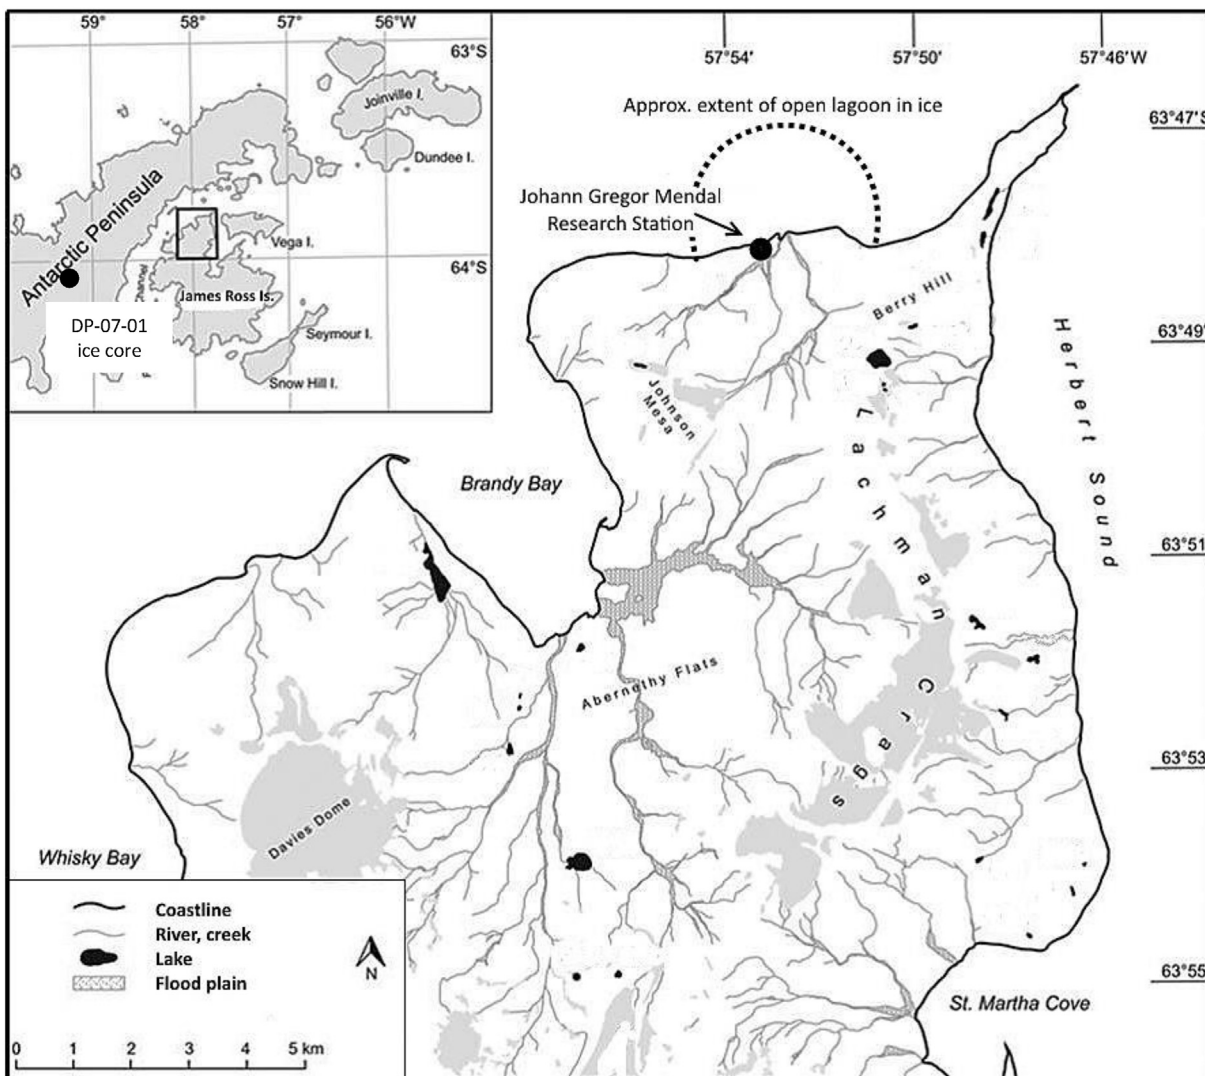 59°
58°
57°
56°W
63°S
Joinville I.
Dundee I.
Antarctic Peninsula
Vega I.
64°S
Channel
James Ross Is.
DP-07-01
ice core
Seymour I.
Snow Hill I.
57°54'
57°50'
57°46'W
Approx. extent of open lagoon in ice
63°47'S
Johann Gregor Mendal
Research Station
Berry Hill
63°49'
Herbert Sound
Johnson
Mesa
Lachman Crags
Brandy Bay
63°51
Abernethy Flats
63°53
Davies Dome
Whisky Bay
63°55
St. Martha Cove
Coastline
River, creek
Lake
Flood plain
N
0 1 2 3 4 5 km